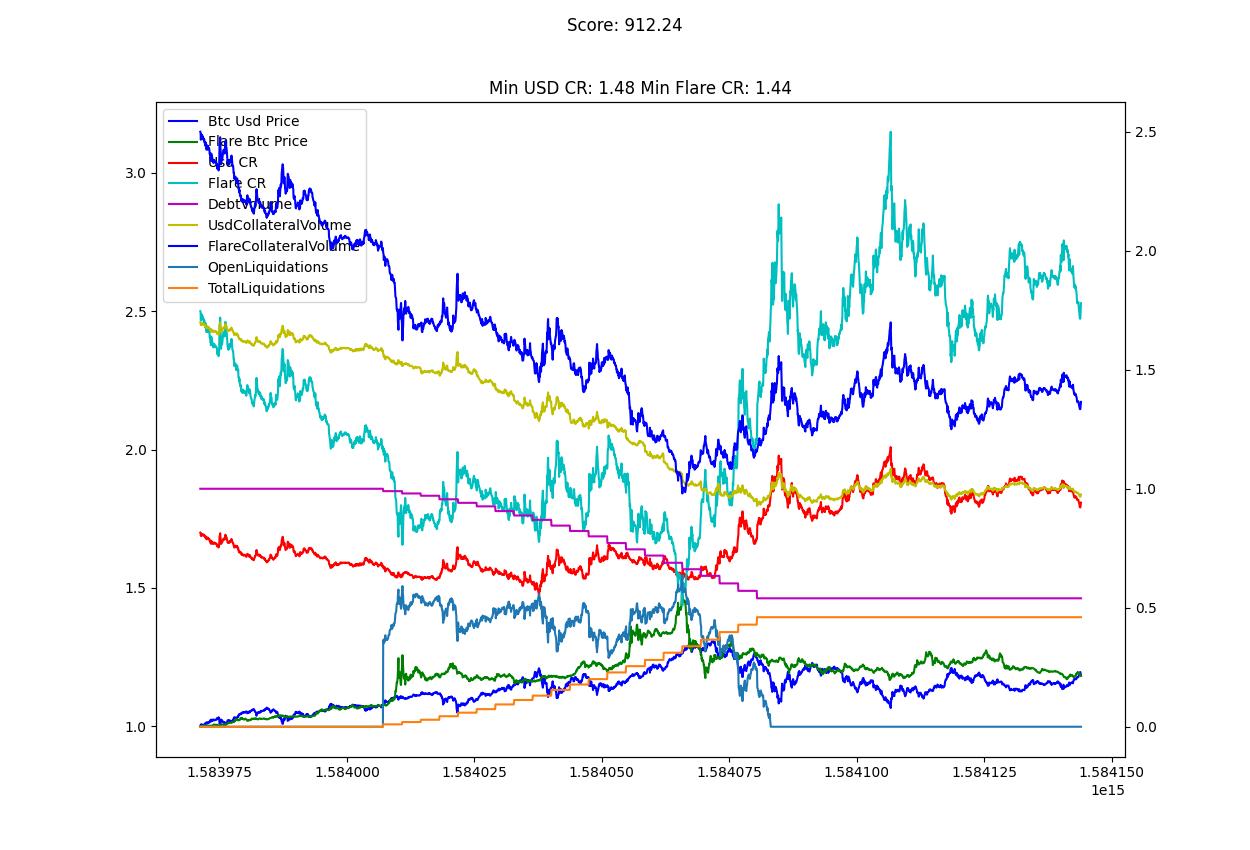 Score: 912.24
Min USD CR: 1.48 Min Flare CR: 1.44
Btc Usd Price
Flare Btc Price
Usd CR
Flare CR
DebtVolume
UsdCollateralVolume
FlareCollateralVolume
OpenLiquidations
TotalLiquidations
3.0
2.5
2.0
1.5
1.0
2.5
2.0
1.5
1.0
0.5
0.0
1.583975 1.584000 1.584025 1.584050 1.584075 1.584100 1.584125 1.584150
1e15